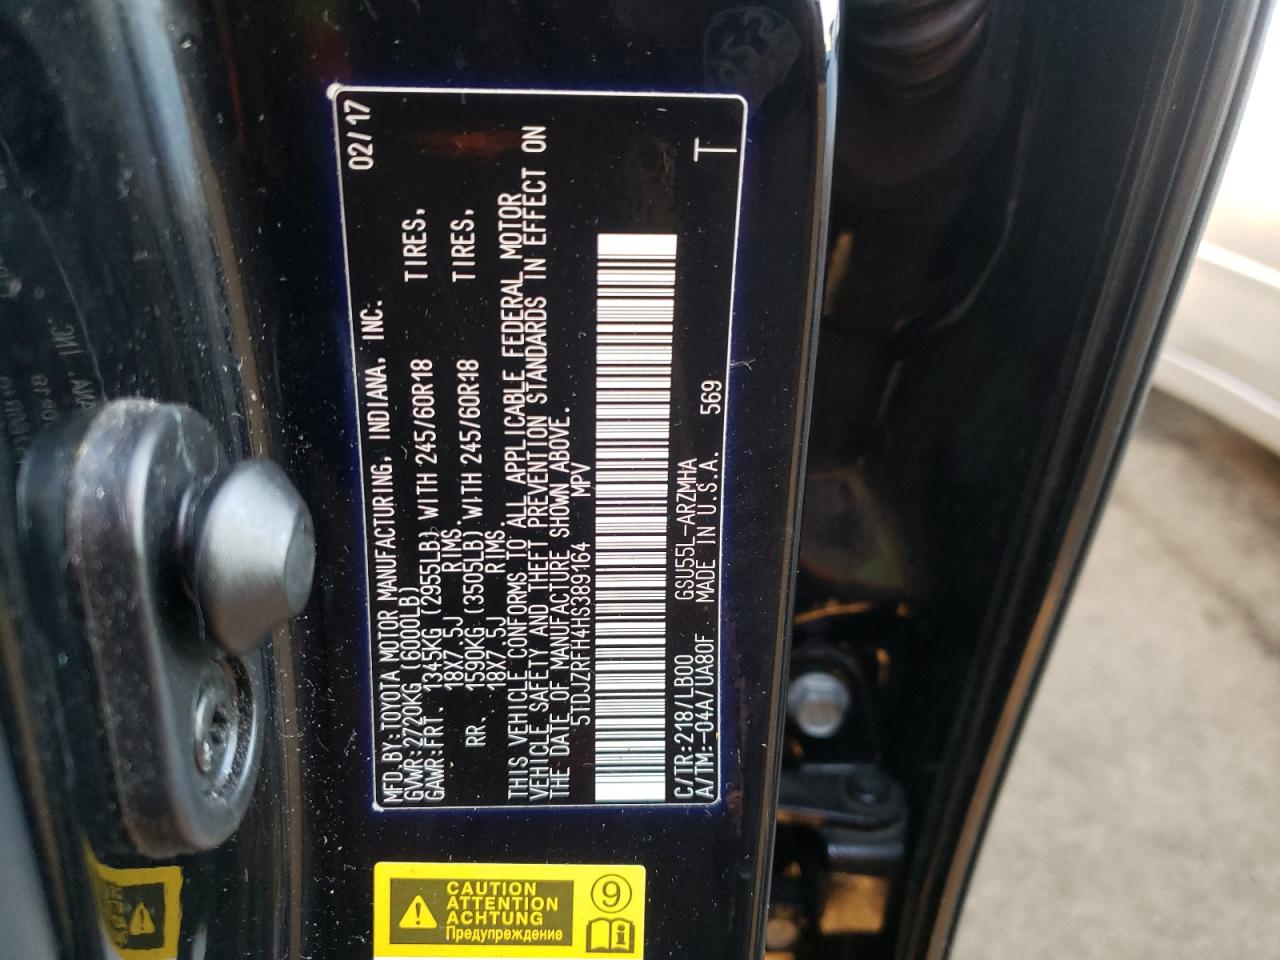 02/17
MFD.BY:TOYOTA MOTOR MANUFACTURING, INDIANA, INC.
GVWR:2720KG (6000LB)
GAWR:FRT. 1345KG (2955LB) WITH 245/60R18 TIRES,
18X7.5J RIMS.
RR. 1590KG (3505LB) WITH 245/60R18 TIRES,
18X7.5J RIMS.
THIS VEHICLE CONFORMS TO ALL APPLICABLE FEDERAL MOTOR
VEHICLE SAFETY AND THEFT PREVENTION STANDARDS IN EFFECT ON
THE DATE OF MANUFACTURE SHOWN ABOVE.
5TDJZRFH4HS389164 MPV
C/TR:218/LB00 GSU55L-ARZMHA
A/TM:-04A/UA80F MADE IN U.S.A. 569
T
CAUTION
ATTENTION
ACHTUNG
Предупреждение
9
i